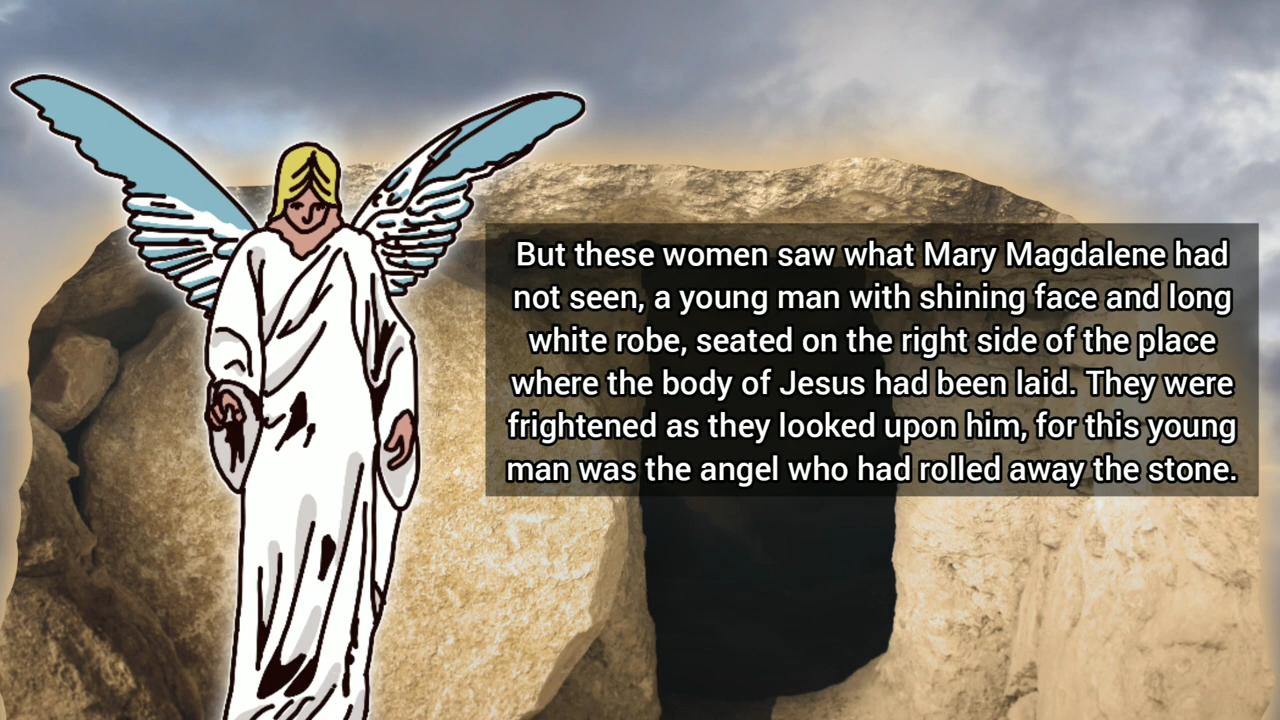 But these women saw what Mary Magdalene had
not seen, a young man with shining face and long
white robe, seated on the right side of the place
where the body of Jesus had been laid. They were
frightened as they looked upon him, for this young
man was the angel who had rolled away the stone.